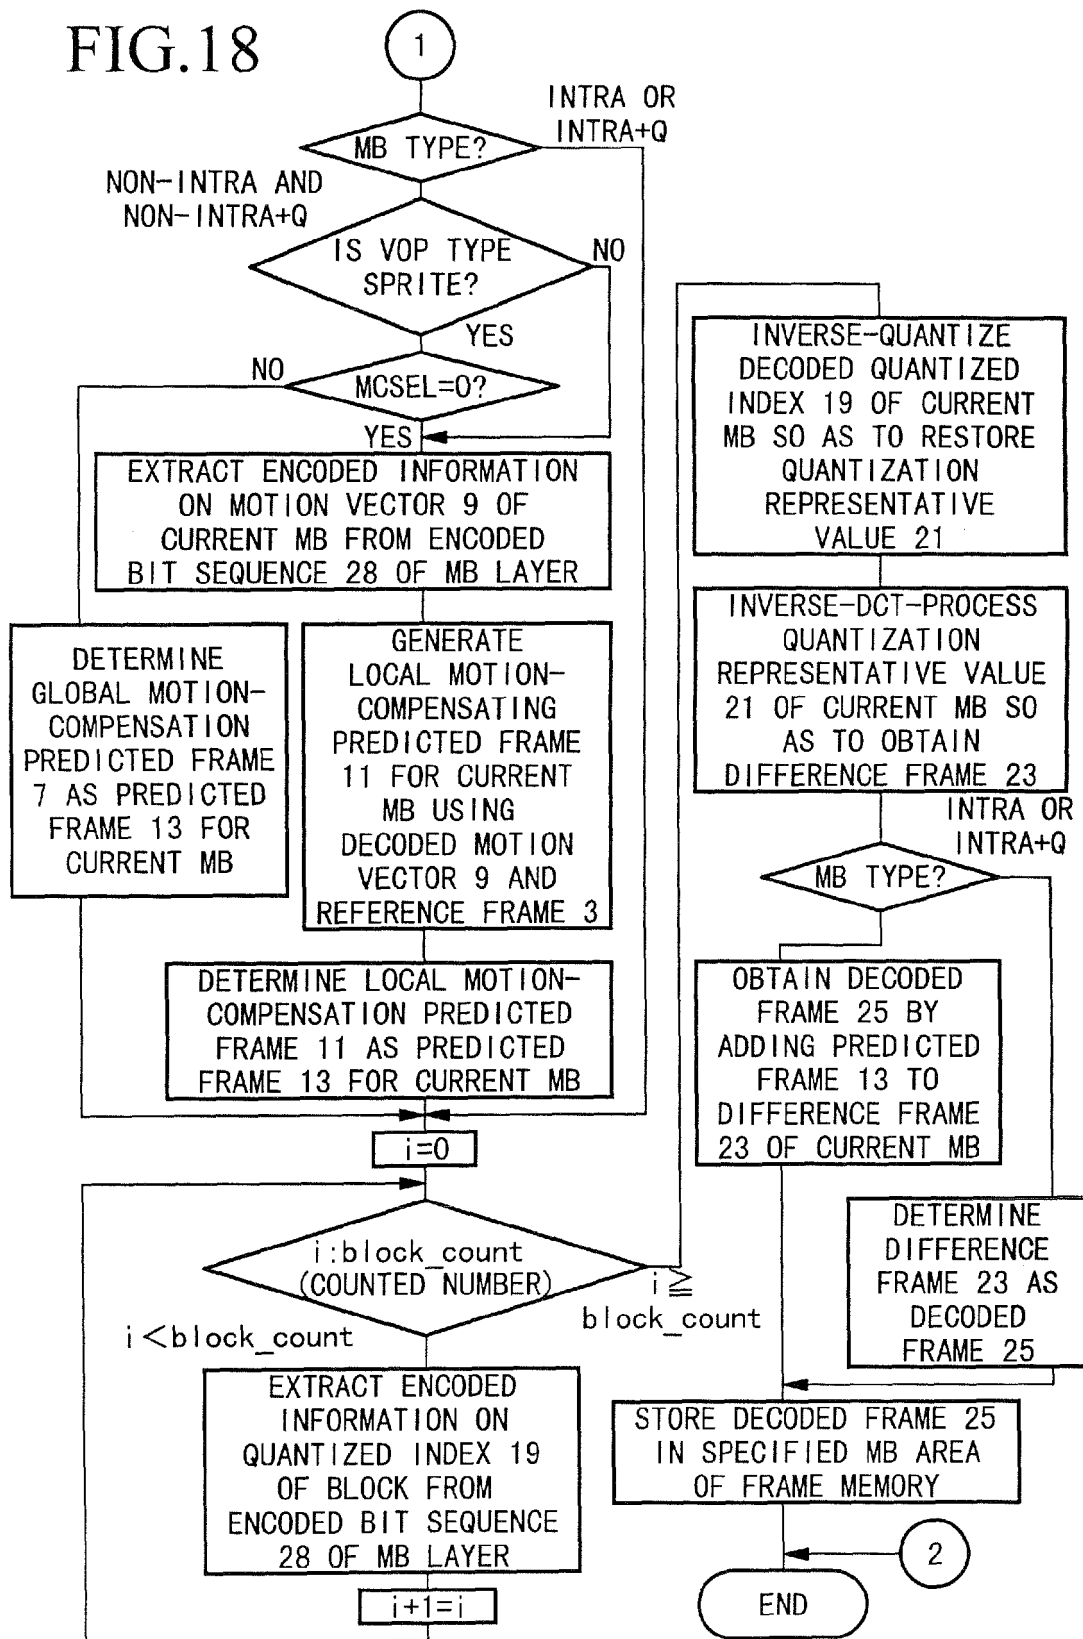 FIG.18
1
MB TYPE?
INTRA OR
INTRA+Q
NON-INTRA AND
NON-INTRA+Q
IS VOP TYPE
SPRITE?
NO
YES
MCSEL=0?
NO
YES
EXTRACT ENCODED INFORMATION
ON MOTION VECTOR 9 OF
CURRENT MB FROM ENCODED
BIT SEQUENCE 28 OF MB LAYER
DETERMINE
GLOBAL MOTION-
COMPENSATION
PREDICTED FRAME
7 AS PREDICTED
FRAME 13 FOR
CURRENT MB
GENERATE
LOCAL MOTION-
COMPENSATING
PREDICTED FRAME
11 FOR CURRENT
MB USING
DECODED MOTION
VECTOR 9 AND
REFERENCE FRAME 3
DETERMINE LOCAL MOTION-
COMPENSATION PREDICTED
FRAME 11 AS PREDICTED
FRAME 13 FOR CURRENT MB
i=0
i:block_count
(COUNTED NUMBER)
i≧
block_count
i<block_count
EXTRACT ENCODED
INFORMATION ON
QUANTIZED INDEX 19
OF BLOCK FROM
ENCODED BIT SEQUENCE
28 OF MB LAYER
i+1=i
INVERSE-QUANTIZE
DECODED QUANTIZED
INDEX 19 OF CURRENT
MB SO AS TO RESTORE
QUANTIZATION
REPRESENTATIVE
VALUE 21
INVERSE-DCT-PROCESS
QUANTIZATION
REPRESENTATIVE VALUE
21 OF CURRENT MB SO
AS TO OBTAIN
DIFFERENCE FRAME 23
INTRA OR
INTRA+Q
MB TYPE?
OBTAIN DECODED
FRAME 25 BY
ADDING PREDICTED
FRAME 13 TO
DIFFERENCE FRAME
23 OF CURRENT MB
DETERMINE
DIFFERENCE
FRAME 23 AS
DECODED
FRAME 25
STORE DECODED FRAME 25
IN SPECIFIED MB AREA
OF FRAME MEMORY
2
END